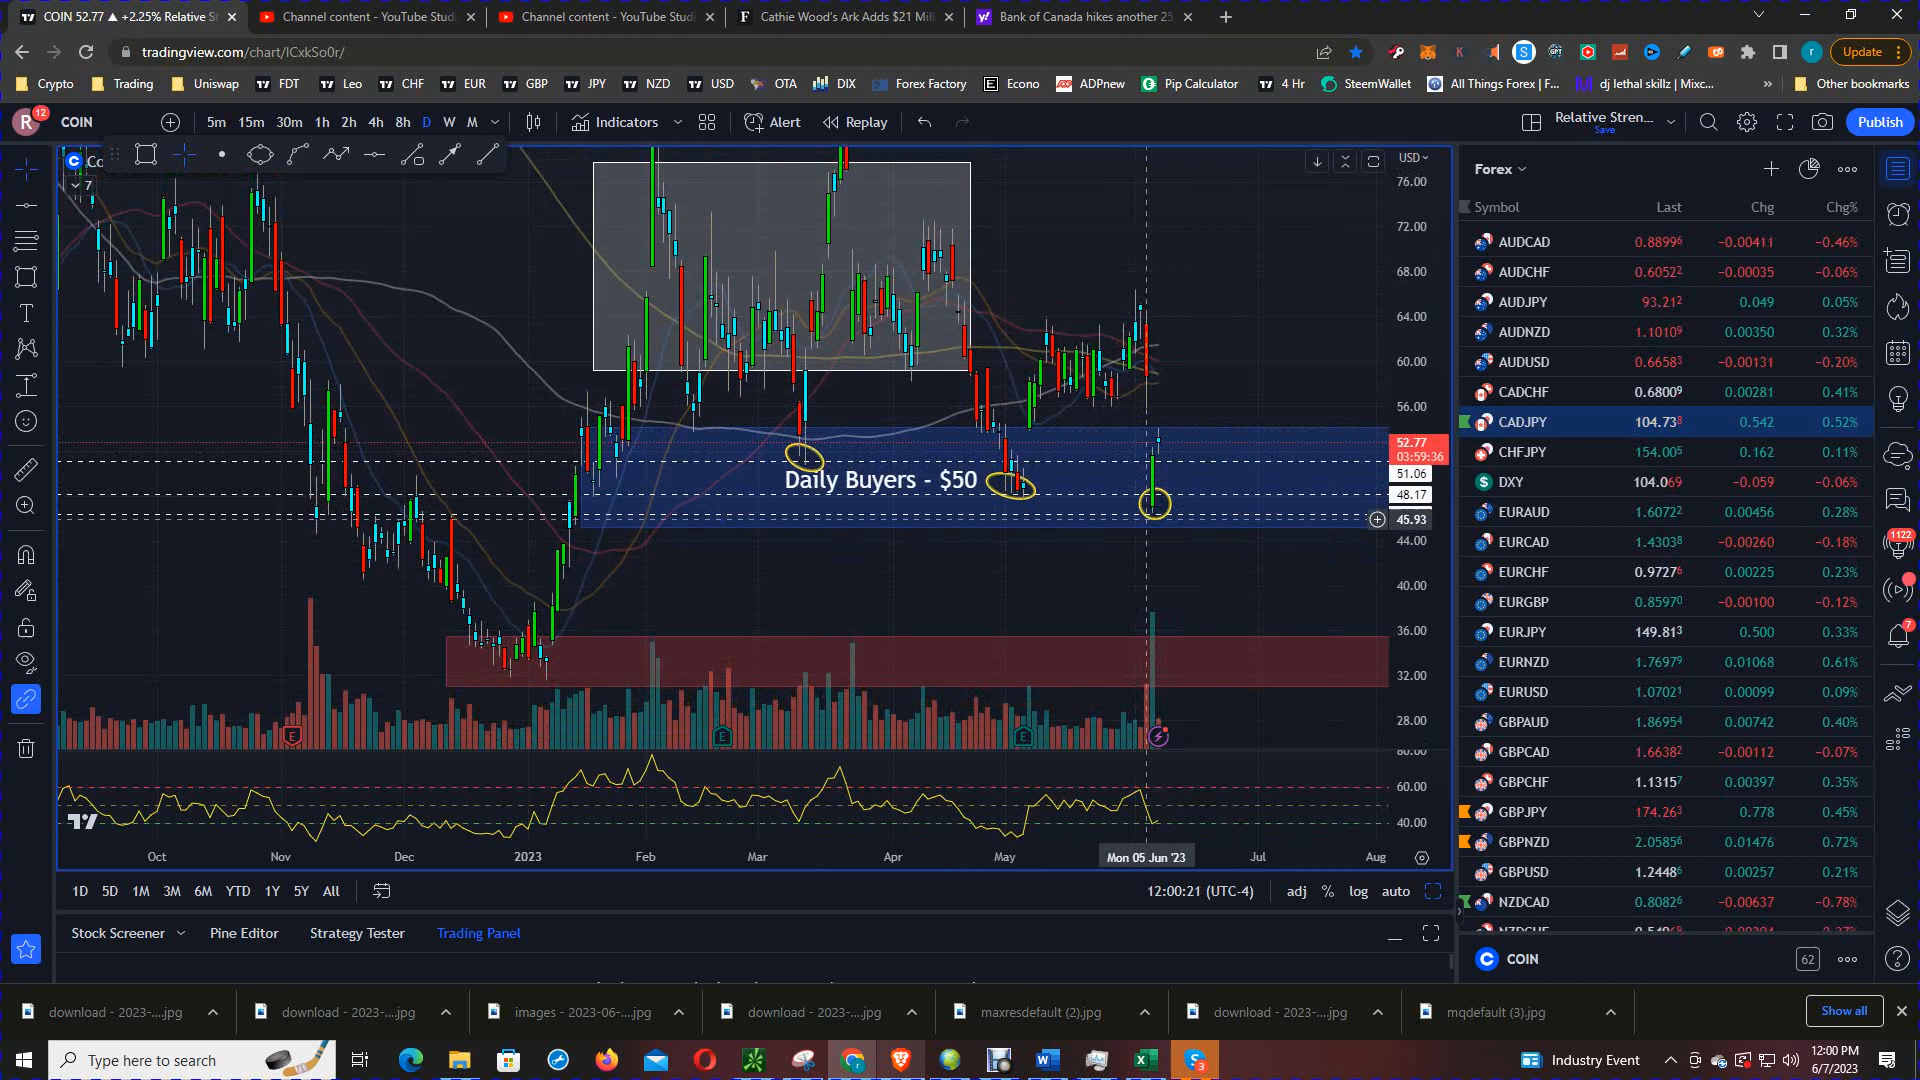 COIN 52.77 ▲ +2.25% Relative S
Channel content - YouTube Studi
Channel content - YouTube Studi
Cathie Wood's Ark Adds $21 Mill
Bank of Canada hikes another 25
tradingview.com/chart/lCxkSo0r/
Update
Crypto Trading Uniswap FDT Leo CHF EUR GBP JPY NZD USD OTA DIX Forex Factory Econo ADPnew Pip Calculator 4 Hr SteemWallet All Things Forex | F... dj lethal skillz | Mixc... » Other bookmarks
R 12 COIN 5m 15m 30m 1h 2h 4h 8h D W M Indicators Alert Replay Relative Stren... Save Publish
Co
7
USD
76.00
72.00
68.00
64.00
60.00
56.00
52.77
03:59:36
51.06
48.17
45.93
44.00
40.00
36.00
32.00
28.00
80.00
60.00
40.00
Daily Buyers - $50
E
E
E
Oct Nov Dec 2023 Feb Mar Apr May Mon 05 Jun '23 Jul Aug
1D 5D 1M 3M 6M YTD 1Y 5Y All 12:00:21 (UTC-4) adj % log auto
Stock Screener Pine Editor Strategy Tester Trading Panel
Forex
Symbol Last Chg Chg%
AUDCAD 0.88996 −0.00411 −0.46%
AUDCHF 0.60522 −0.00035 −0.06%
AUDJPY 93.212 0.049 0.05%
AUDNZD 1.10109 0.00350 0.32%
AUDUSD 0.66583 −0.00131 −0.20%
CADCHF 0.68009 0.00281 0.41%
CADJPY 104.738 0.542 0.52%
CHFJPY 154.005 0.162 0.11%
DXY 104.069 −0.059 −0.06%
EURAUD 1.60722 0.00456 0.28%
EURCAD 1.43038 −0.00260 −0.18%
EURCHF 0.97276 0.00225 0.23%
EURGBP 0.85970 −0.00100 −0.12%
EURJPY 149.813 0.500 0.33%
EURNZD 1.76979 0.01068 0.61%
EURUSD 1.07021 0.00099 0.09%
GBPAUD 1.86954 0.00742 0.40%
GBPCAD 1.66382 −0.00112 −0.07%
GBPCHF 1.13157 0.00397 0.35%
GBPJPY 174.263 0.778 0.45%
GBPNZD 2.05856 0.01476 0.72%
GBPUSD 1.24486 0.00257 0.21%
NZDCAD 0.80826 −0.00637 −0.78%
COIN 62
1122
7
download - 2023-....jpg
download - 2023-....jpg
images - 2023-06-....jpg
download - 2023-....jpg
maxresdefault (2).jpg
download - 2023-....jpg
mqdefault (3).jpg
Show all
Type here to search
Industry Event
12:00 PM
6/7/2023